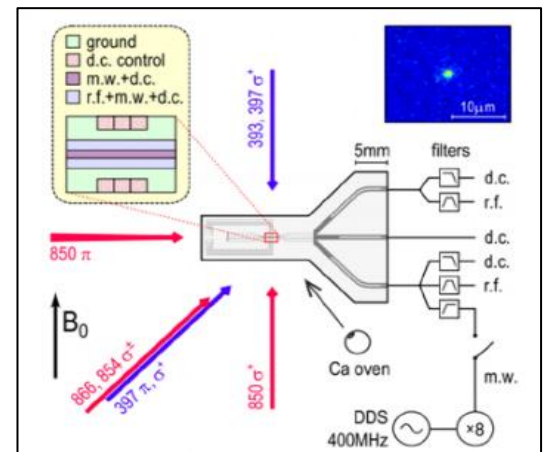 ground
d.c. control
m.w.+d.c.
r.f.+m.w.+d.c.
393, 397 σ⁺
10μm
5mm
filters
d.c.
r.f.
d.c.
d.c.
r.f.
m.w.
850 π
B₀
866, 854 σ±
397 π, σ⁺
850 σ⁺
Ca oven
DDS
400MHz
×8